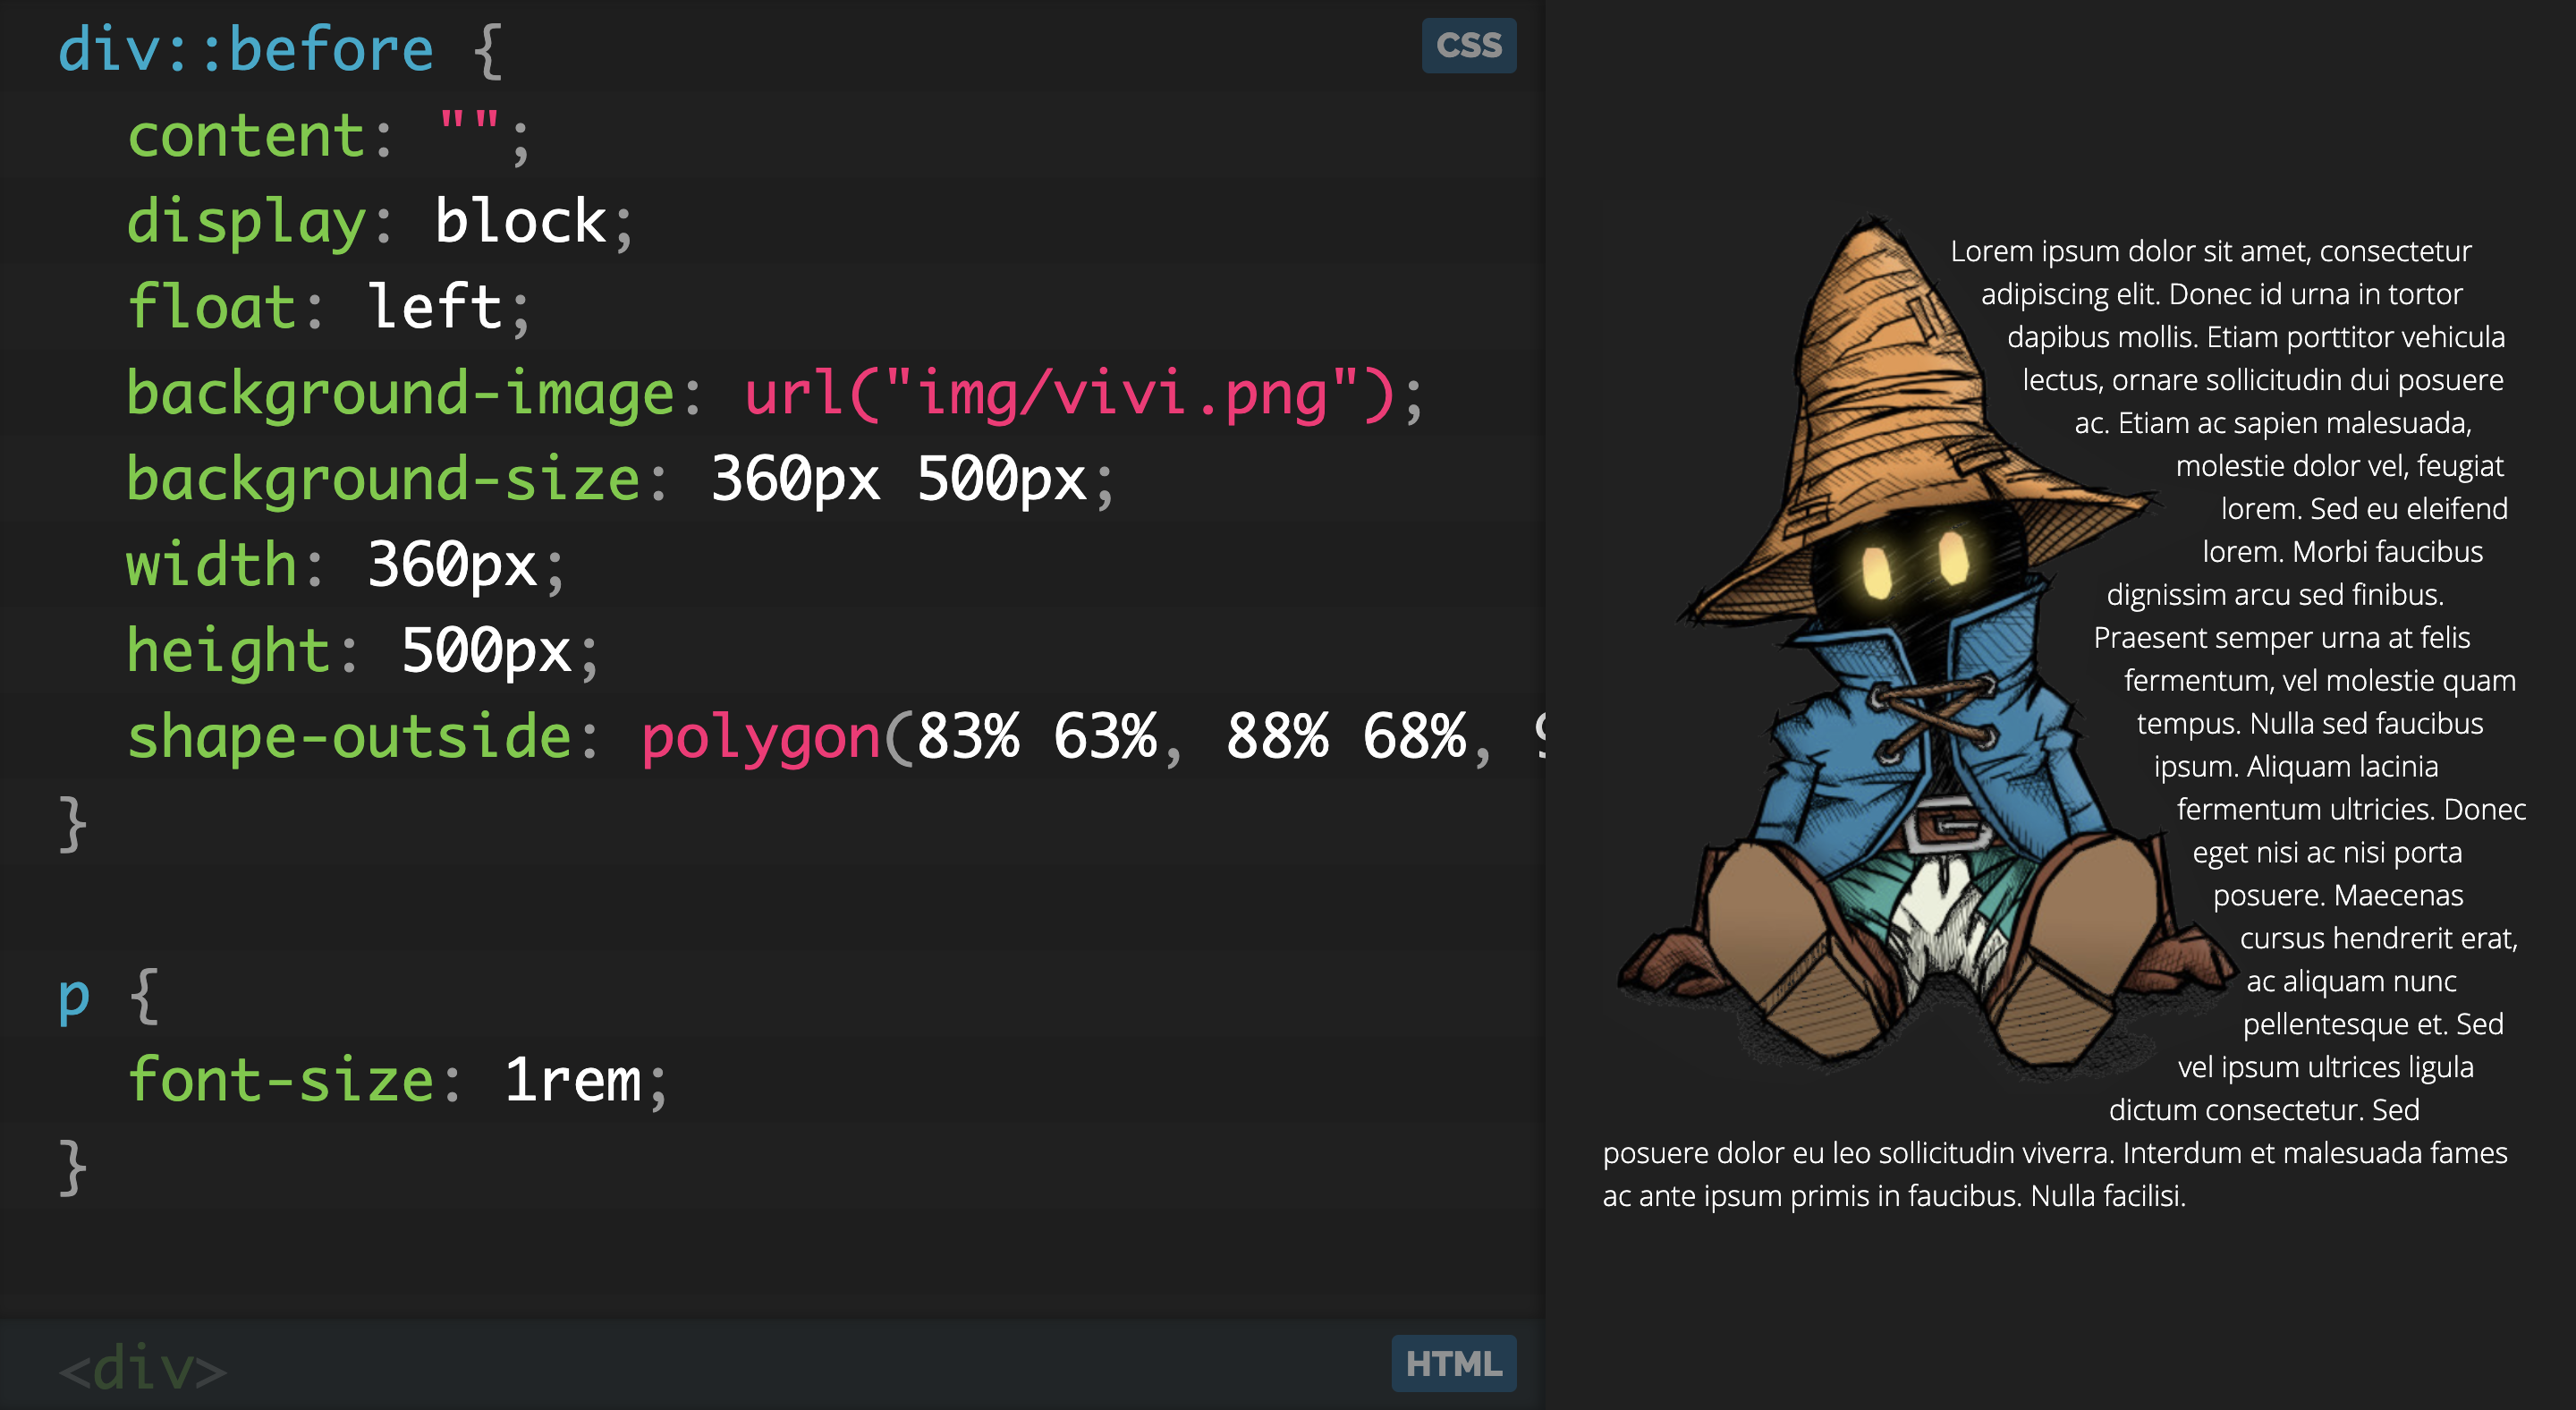 div::before {
CSS
content: "";
display: block;
float: left;
background-image: url("img/vivi.png");
background-size: 360px 500px;
width: 360px;
height: 500px;
shape-outside: polygon(83% 63%, 88% 68%,
}
p {
font-size: 1rem;
}
<div>
HTML
Lorem ipsum dolor sit amet, consectetur
adipiscing elit. Donec id urna in tortor
dapibus mollis. Etiam porttitor vehicula
lectus, ornare sollicitudin dui posuere
ac. Etiam ac sapien malesuada,
molestie dolor vel, feugiat
lorem. Sed eu eleifend
lorem. Morbi faucibus
dignissim arcu sed finibus.
Praesent semper urna at felis
fermentum, vel molestie quam
tempus. Nulla sed faucibus
ipsum. Aliquam lacinia
fermentum ultricies. Donec
eget nisi ac nisi porta
posuere. Maecenas
cursus hendrerit erat,
ac aliquam nunc
pellentesque et. Sed
vel ipsum ultrices ligula
dictum consectetur. Sed
posuere dolor eu leo sollicitudin viverra. Interdum et malesuada fames
ac ante ipsum primis in faucibus. Nulla facilisi.